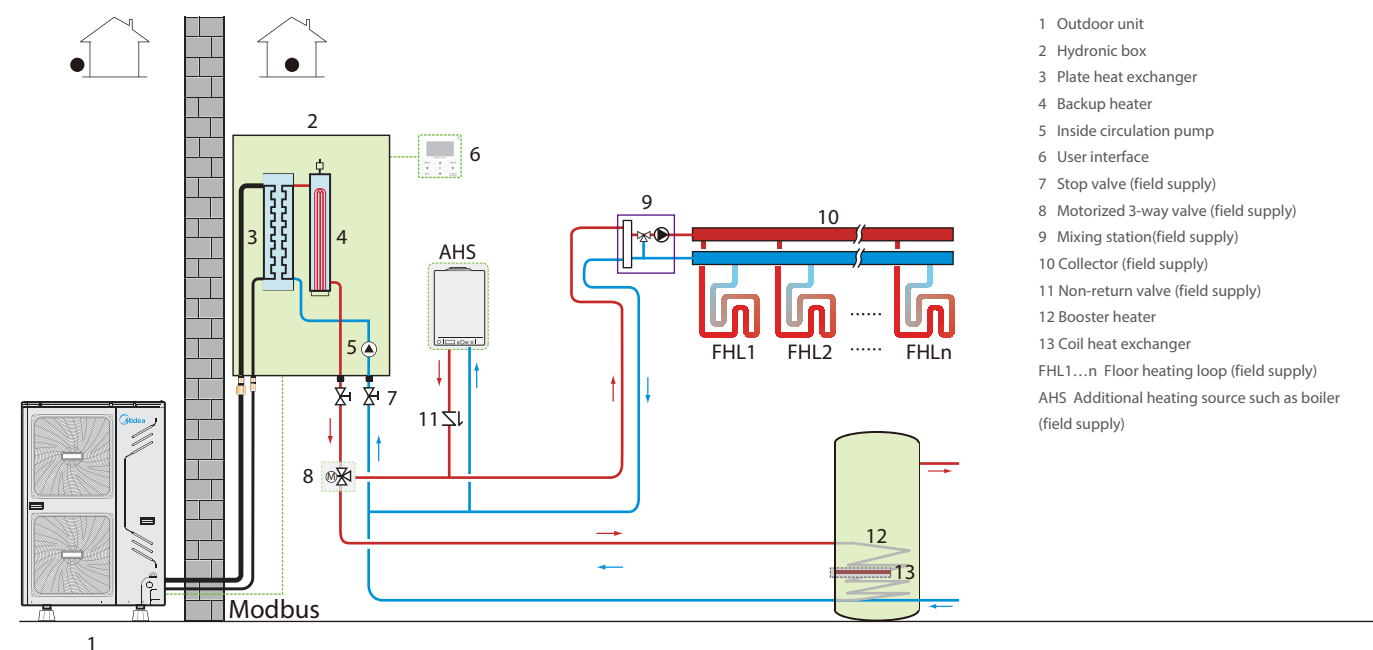 2
6
3
4
5
7
AHS
11
8
9
10
FHL1
FHL2
......
FHLn
......
12
13
Midea
Modbus
1
1 Outdoor unit
2 Hydronic box
3 Plate heat exchanger
4 Backup heater
5 Inside circulation pump
6 User interface
7 Stop valve (field supply)
8 Motorized 3-way valve (field supply)
9 Mixing station(field supply)
10 Collector (field supply)
11 Non-return valve (field supply)
12 Booster heater
13 Coil heat exchanger
FHL1...n Floor heating loop (field supply)
AHS Additional heating source such as boiler
(field supply)
M